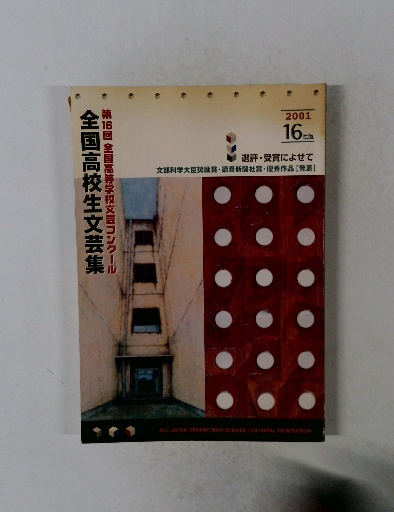 2001
16年版
選評・受賞によせて
文部科学大臣奨励賞・読売新聞社賞・優秀作品【発表】
第16回 全国高等学校文芸コンクール
全国高校生文芸集
ALL JAPAN SENIOR HIGH SCHOOL CULTURAL FEDERATION